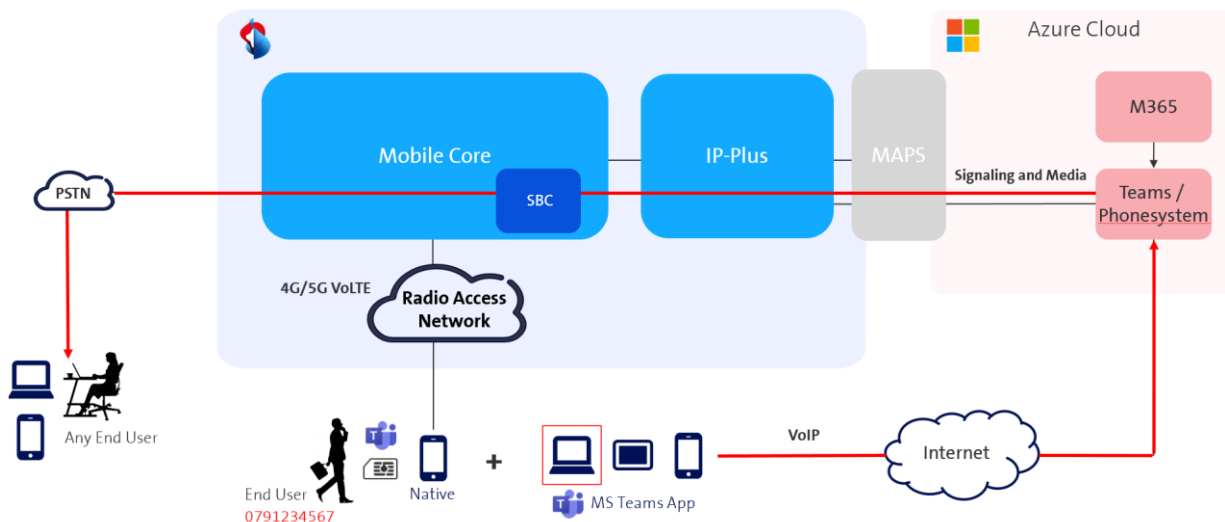 Azure Cloud
M365
Mobile Core
IP-Plus
MAPS
Signaling and Media
PSTN
SBC
Teams /
Phonesystem
4G/5G VoLTE
Radio Access
Network
Any End User
VoIP
Internet
+
End User
0791234567
Native
MS Teams App
T
T